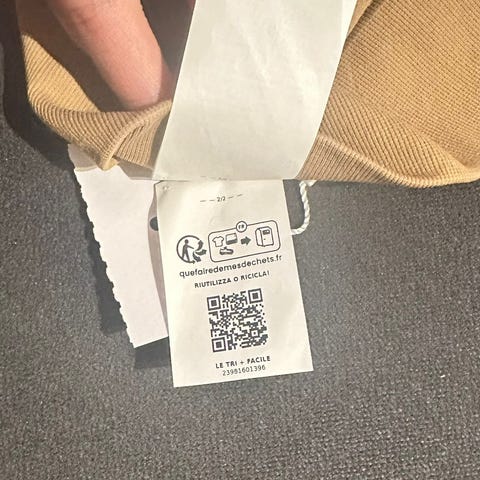 2/2
FR
quefairedemesdechets.fr
RIUTILIZZA O RICICLA!
LE TRI + FACILE
23991601396